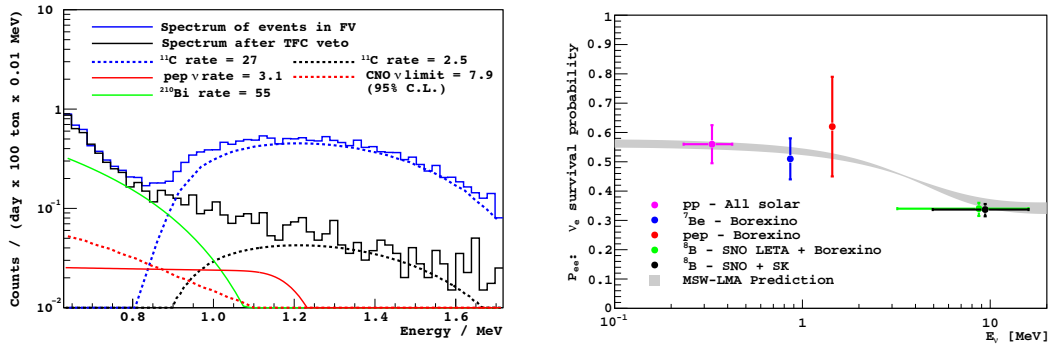 Counts / (day x 100 ton x 0.01 MeV)
10
1
10⁻¹
10⁻²
Spectrum of events in FV
Spectrum after TFC veto
¹¹C rate = 27
¹¹C rate = 2.5
pep ν rate = 3.1
CNO ν limit = 7.9
(95% C.L.)
²¹⁰Bi rate = 55
0.8 1.0 1.2 1.4 1.6
Energy / MeV
Pₑₑ: νₑ survival probability
1
0.9
0.8
0.7
0.6
0.5
0.4
0.3
0.2
0.1
0
pp - All solar
⁷Be - Borexino
pep - Borexino
⁸B - SNO LETA + Borexino
⁸B - SNO + SK
MSW-LMA Prediction
10⁻¹ 1 10
Eᵥ [MeV]